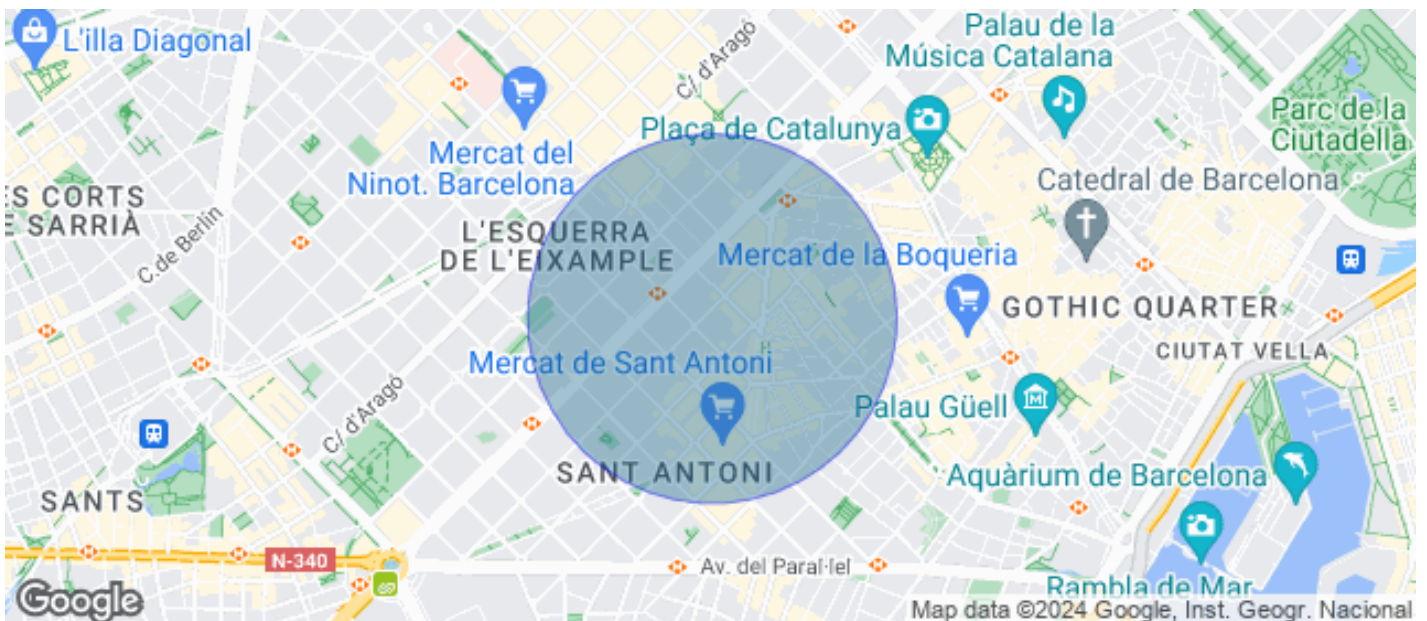 L'illa Diagonal
C/ d'Aragó
Palau de la
Música Catalana
Plaça de Catalunya
Parc de la
Ciutadella
Mercat del
Ninot. Barcelona
Catedral de Barcelona
ES CORTS
E SARRIÀ
C. de Berlín
L'ESQUERRA
DE L'EIXAMPLE
Mercat de la Boqueria
GOTHIC QUARTER
CIUTAT VELLA
Mercat de Sant Antoni
C/ d'Aragó
Palau Güell
SANT ANTONI
Aquàrium de Barcelona
SANTS
N-340
Av. del Paral·lel
Rambla de Mar
Google
Map data ©2024 Google, Inst. Geogr. Nacional